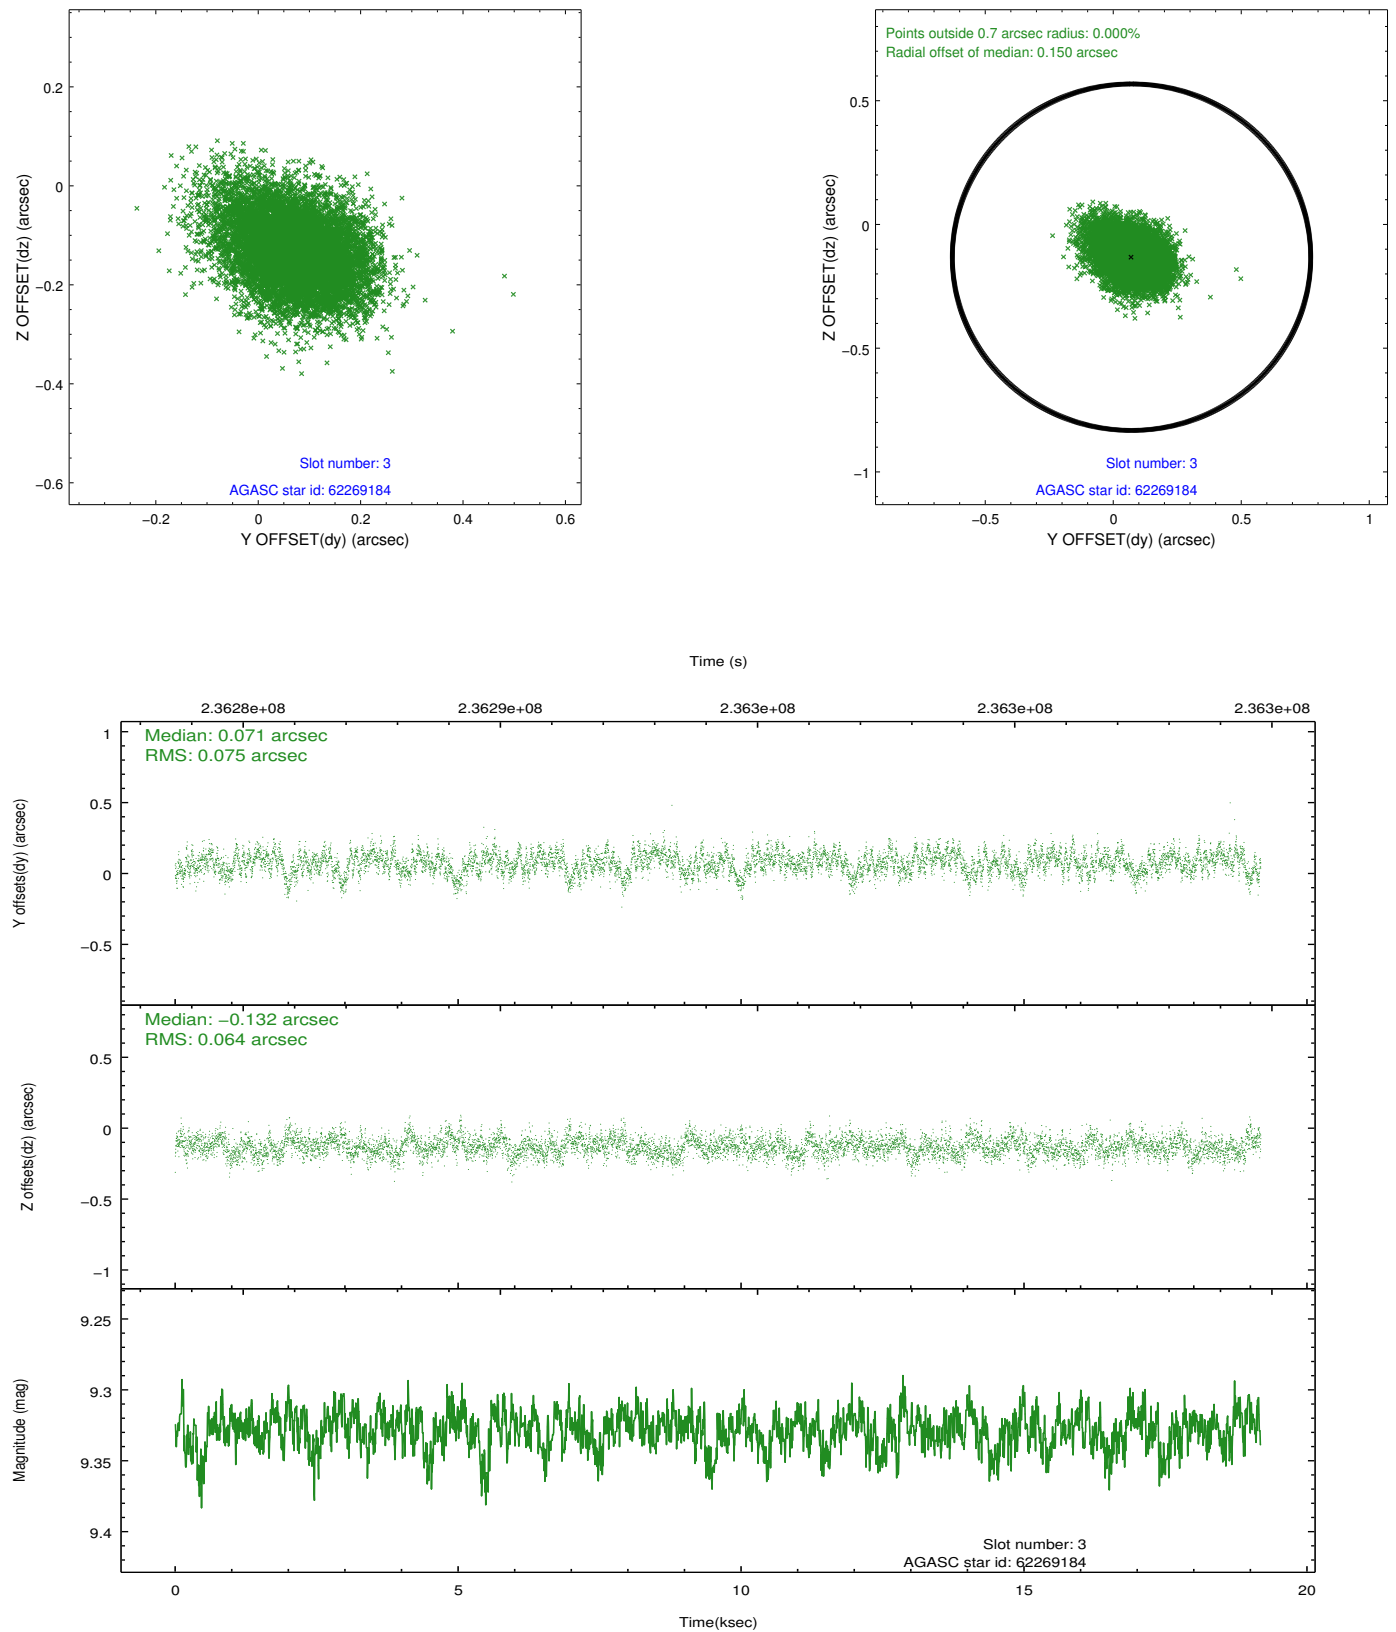 0.2
0
−0.2
−0.4
−0.6
Z OFFSET(dz) (arcsec)
Slot number: 3
AGASC star id: 62269184
−0.2 0 0.2 0.4 0.6
Y OFFSET(dy) (arcsec)
Points outside 0.7 arcsec radius: 0.000%
Radial offset of median: 0.150 arcsec
0.5
0
−0.5
−1
Z OFFSET(dz) (arcsec)
Slot number: 3
AGASC star id: 62269184
−0.5 0 0.5 1
Y OFFSET(dy) (arcsec)
Time (s)
2.3628e+08 2.3629e+08 2.363e+08 2.363e+08 2.363e+08
Median: 0.071 arcsec
RMS: 0.075 arcsec
1
0.5
0
−0.5
Y offsets(dy) (arcsec)
Median: −0.132 arcsec
RMS: 0.064 arcsec
0.5
0
−0.5
−1
Z offsets(dz) (arcsec)
9.25
9.3
9.35
9.4
Magnitude (mag)
Slot number: 3
AGASC star id: 62269184
0 5 10 15 20
Time(ksec)